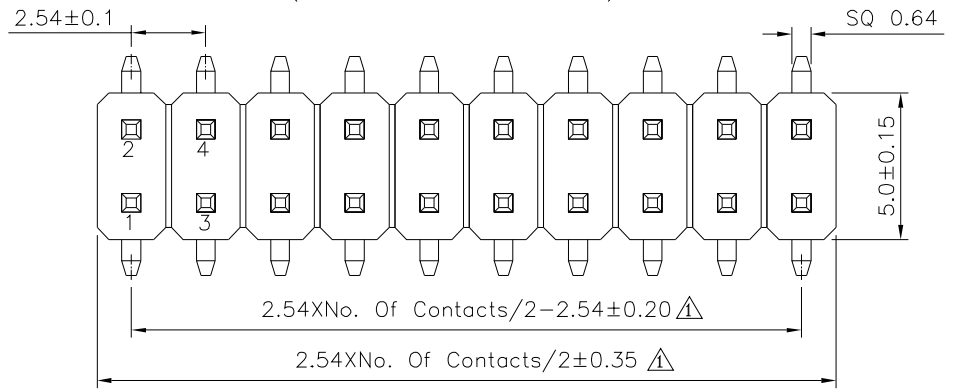 2.54±0.1
SQ 0.64
2
4
5.0±0.15
1
3
2.54XNo. Of Contacts/2-2.54±0.20 1
2.54XNo. Of Contacts/2±0.35 1